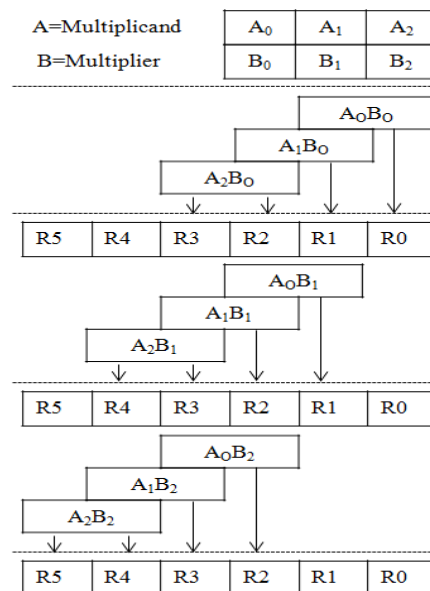 A=Multiplicand A₀ A₁ A₂
B=Multiplier B₀ B₁ B₂
A₀B₀
A₁B₀
A₂B₀
R5 R4 R3 R2 R1 R0
A₀B₁
A₁B₁
A₂B₁
R5 R4 R3 R2 R1 R0
A₀B₂
A₁B₂
A₂B₂
R5 R4 R3 R2 R1 R0